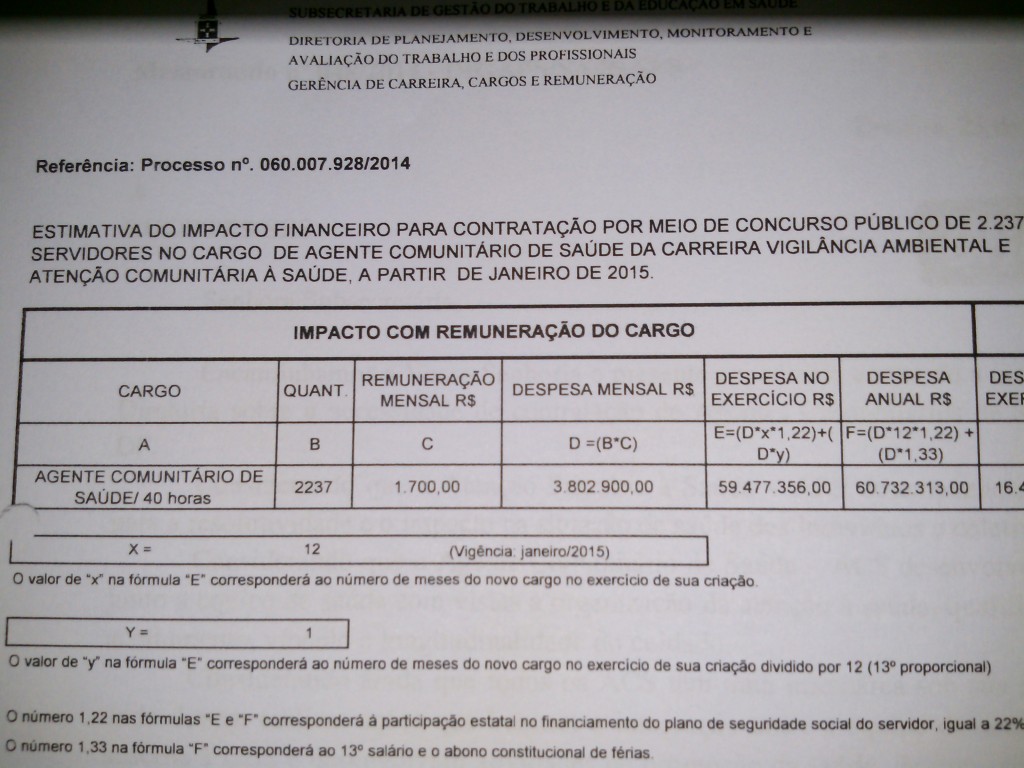 SUBSECRETARIA DE GESTÃO DO TRABALHO E DA EDUCAÇÃO EM SAÚDE
DIRETORIA DE PLANEJAMENTO, DESENVOLVIMENTO, MONITORAMENTO E
AVALIAÇÃO DO TRABALHO E DOS PROFISSIONAIS
GERÊNCIA DE CARREIRA, CARGOS E REMUNERAÇÃO
Referência: Processo nº. 060.007.928/2014
ESTIMATIVA DO IMPACTO FINANCEIRO PARA CONTRATAÇÃO POR MEIO DE CONCURSO PÚBLICO DE 2.237
SERVIDORES NO CARGO DE AGENTE COMUNITÁRIO DE SAÚDE DA CARREIRA VIGILÂNCIA AMBIENTAL E
ATENÇÃO COMUNITÁRIA À SAÚDE, A PARTIR DE JANEIRO DE 2015.
IMPACTO COM REMUNERAÇÃO DO CARGO
CARGO QUANT. REMUNERAÇÃO MENSAL R$ DESPESA MENSAL R$ DESPESA NO EXERCÍCIO R$ DESPESA ANUAL R$ DES
EXER
A B C D =(B*C) E=(D*x*1,22)+( D*y) F=(D*12*1,22) + (D*1,33)
AGENTE COMUNITÁRIO DE SAÚDE/ 40 horas 2237 1.700,00 3.802.900,00 59.477.356,00 60.732.313,00 16.4
X = 12 (Vigência: janeiro/2015)
O valor de "x" na fórmula "E" corresponderá ao número de meses do novo cargo no exercício de sua criação.
Y = 1
O valor de "y" na fórmula "E" corresponderá ao número de meses do novo cargo no exercício de sua criação dividido por 12 (13º proporcional)
O número 1,22 nas fórmulas "E e "F" corresponderá á participação estatal no financiamento do plano de seguridade social do servidor, igual a 22%
O número 1,33 na fórmula "F" corresponderá ao 13º salário e o abono constitucional de férias.